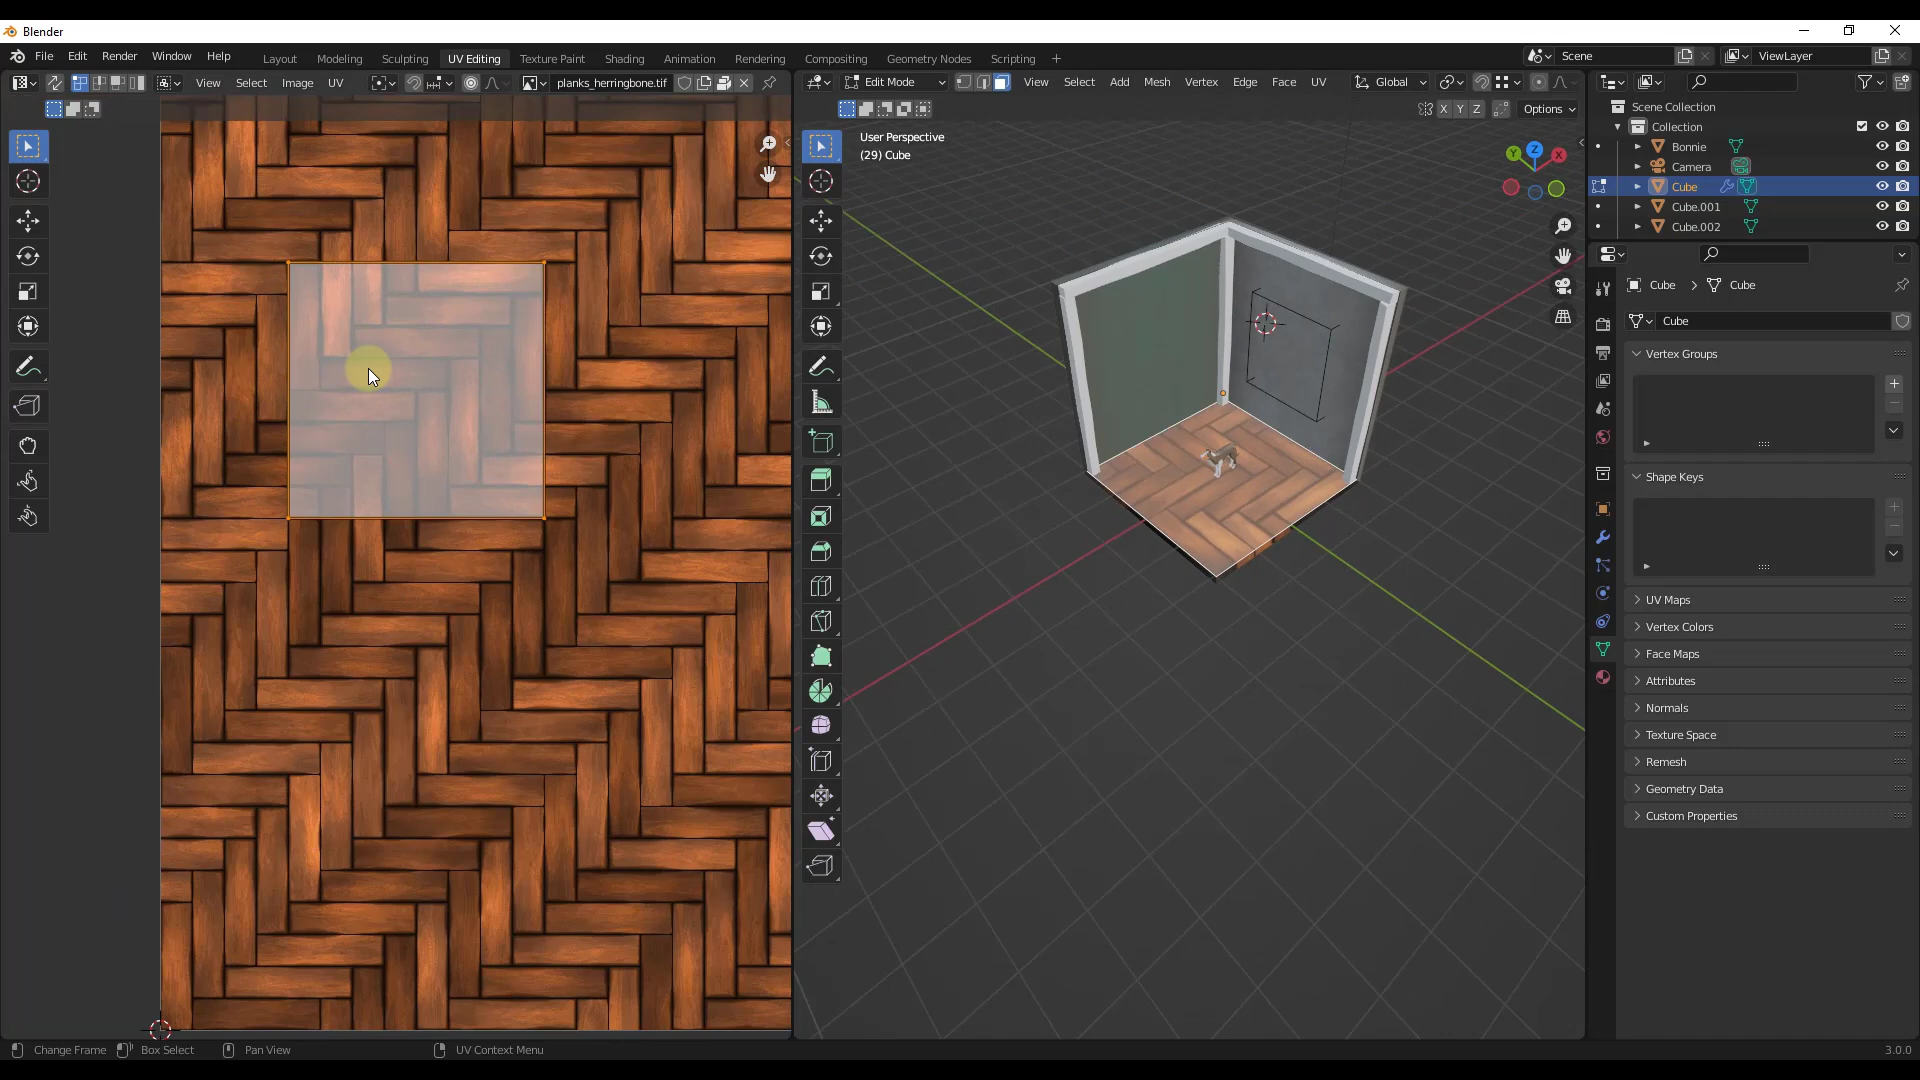 Blender
File Edit Render Window Help Layout Modeling Sculpting UV Editing Texture Paint Shading Animation Rendering Compositing Geometry Nodes Scripting + Scene ViewLayer
View Select Image UV planks_herringbone.tif Edit Mode View Select Add Mesh Vertex Edge Face UV Global
X Y Z Options
Scene Collection
Collection
Bonnie
Camera
Cube
Cube.001
Cube.002
User Perspective
(29) Cube
Y Z X
Cube > Cube
Cube
Vertex Groups
Shape Keys
UV Maps
Vertex Colors
Face Maps
Attributes
Normals
Texture Space
Remesh
Geometry Data
Custom Properties
Change Frame Box Select Pan View UV Context Menu 3.0.0